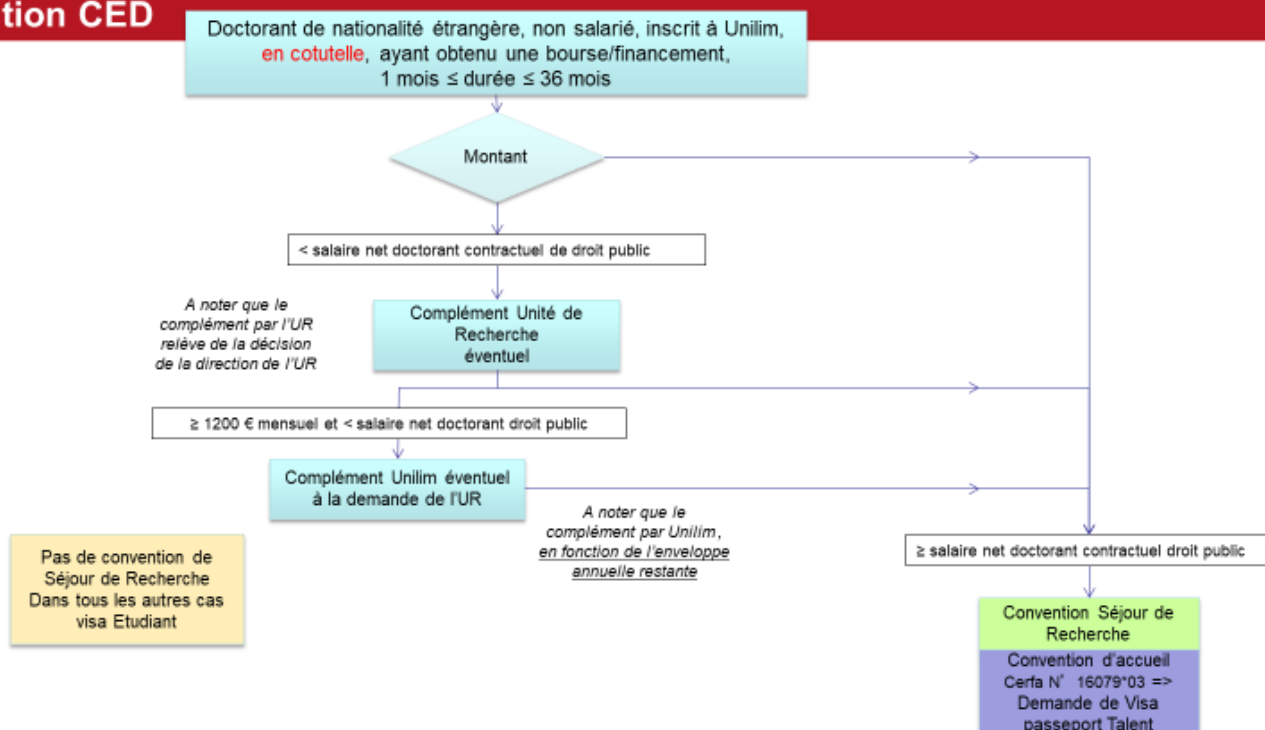 tion CED
Doctorant de nationalité étrangère, non salarié, inscrit à Unilim,
en cotutelle, ayant obtenu une bourse/financement,
1 mois ≤ durée ≤ 36 mois
Montant
< salaire net doctorant contractuel de droit public
A noter que le
complément par l'UR
relève de la décision
de la direction de l'UR
Complément Unité de
Recherche
éventuel
≥ 1200 € mensuel et < salaire net doctorant droit public
Complément Unilim éventuel
à la demande de l'UR
A noter que le
complément par Unilim,
en fonction de l'enveloppe
annuelle restante
Pas de convention de
Séjour de Recherche
Dans tous les autres cas
visa Etudiant
≥ salaire net doctorant contractuel droit public
Convention Séjour de
Recherche
Convention d'accueil
Cerfa N° 16079*03 =>
Demande de Visa
passeport Talent